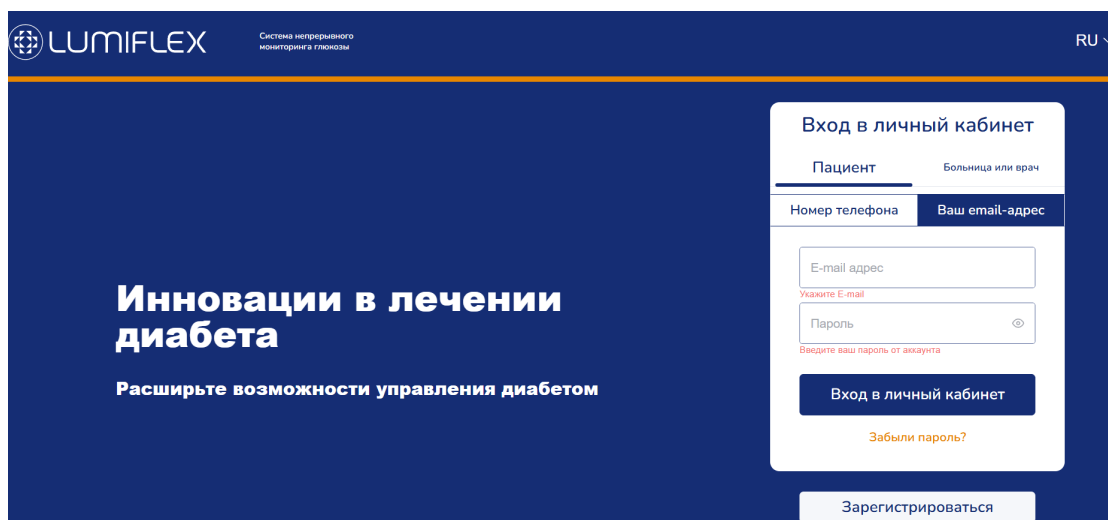 LUMIFLEX
Система непрерывного
мониторинга глюкозы
RU
Вход в личный кабинет
Пациент
Больница или врач
Номер телефона
Ваш email-адрес
E-mail адрес
Укажите E-mail
Пароль
Введите ваш пароль от аккаунта
Вход в личный кабинет
Забыли пароль?
Зарегистрироваться
Инновации в лечении
диабета
Расширьте возможности управления диабетом